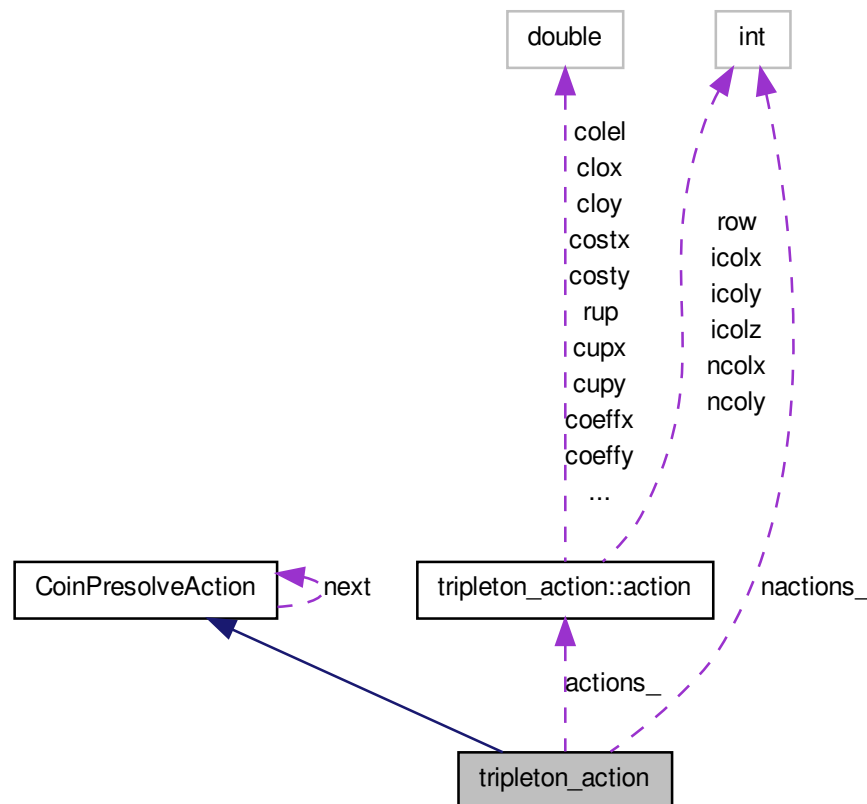 double
int
colel
clox
cloy
costx
costy
rup
cupx
cupy
coeffx
coeffy
...
row
icolx
icoly
icolz
ncolx
ncoly
CoinPresolveAction
next
tripleton_action::action
nactions_
actions_
tripleton_action